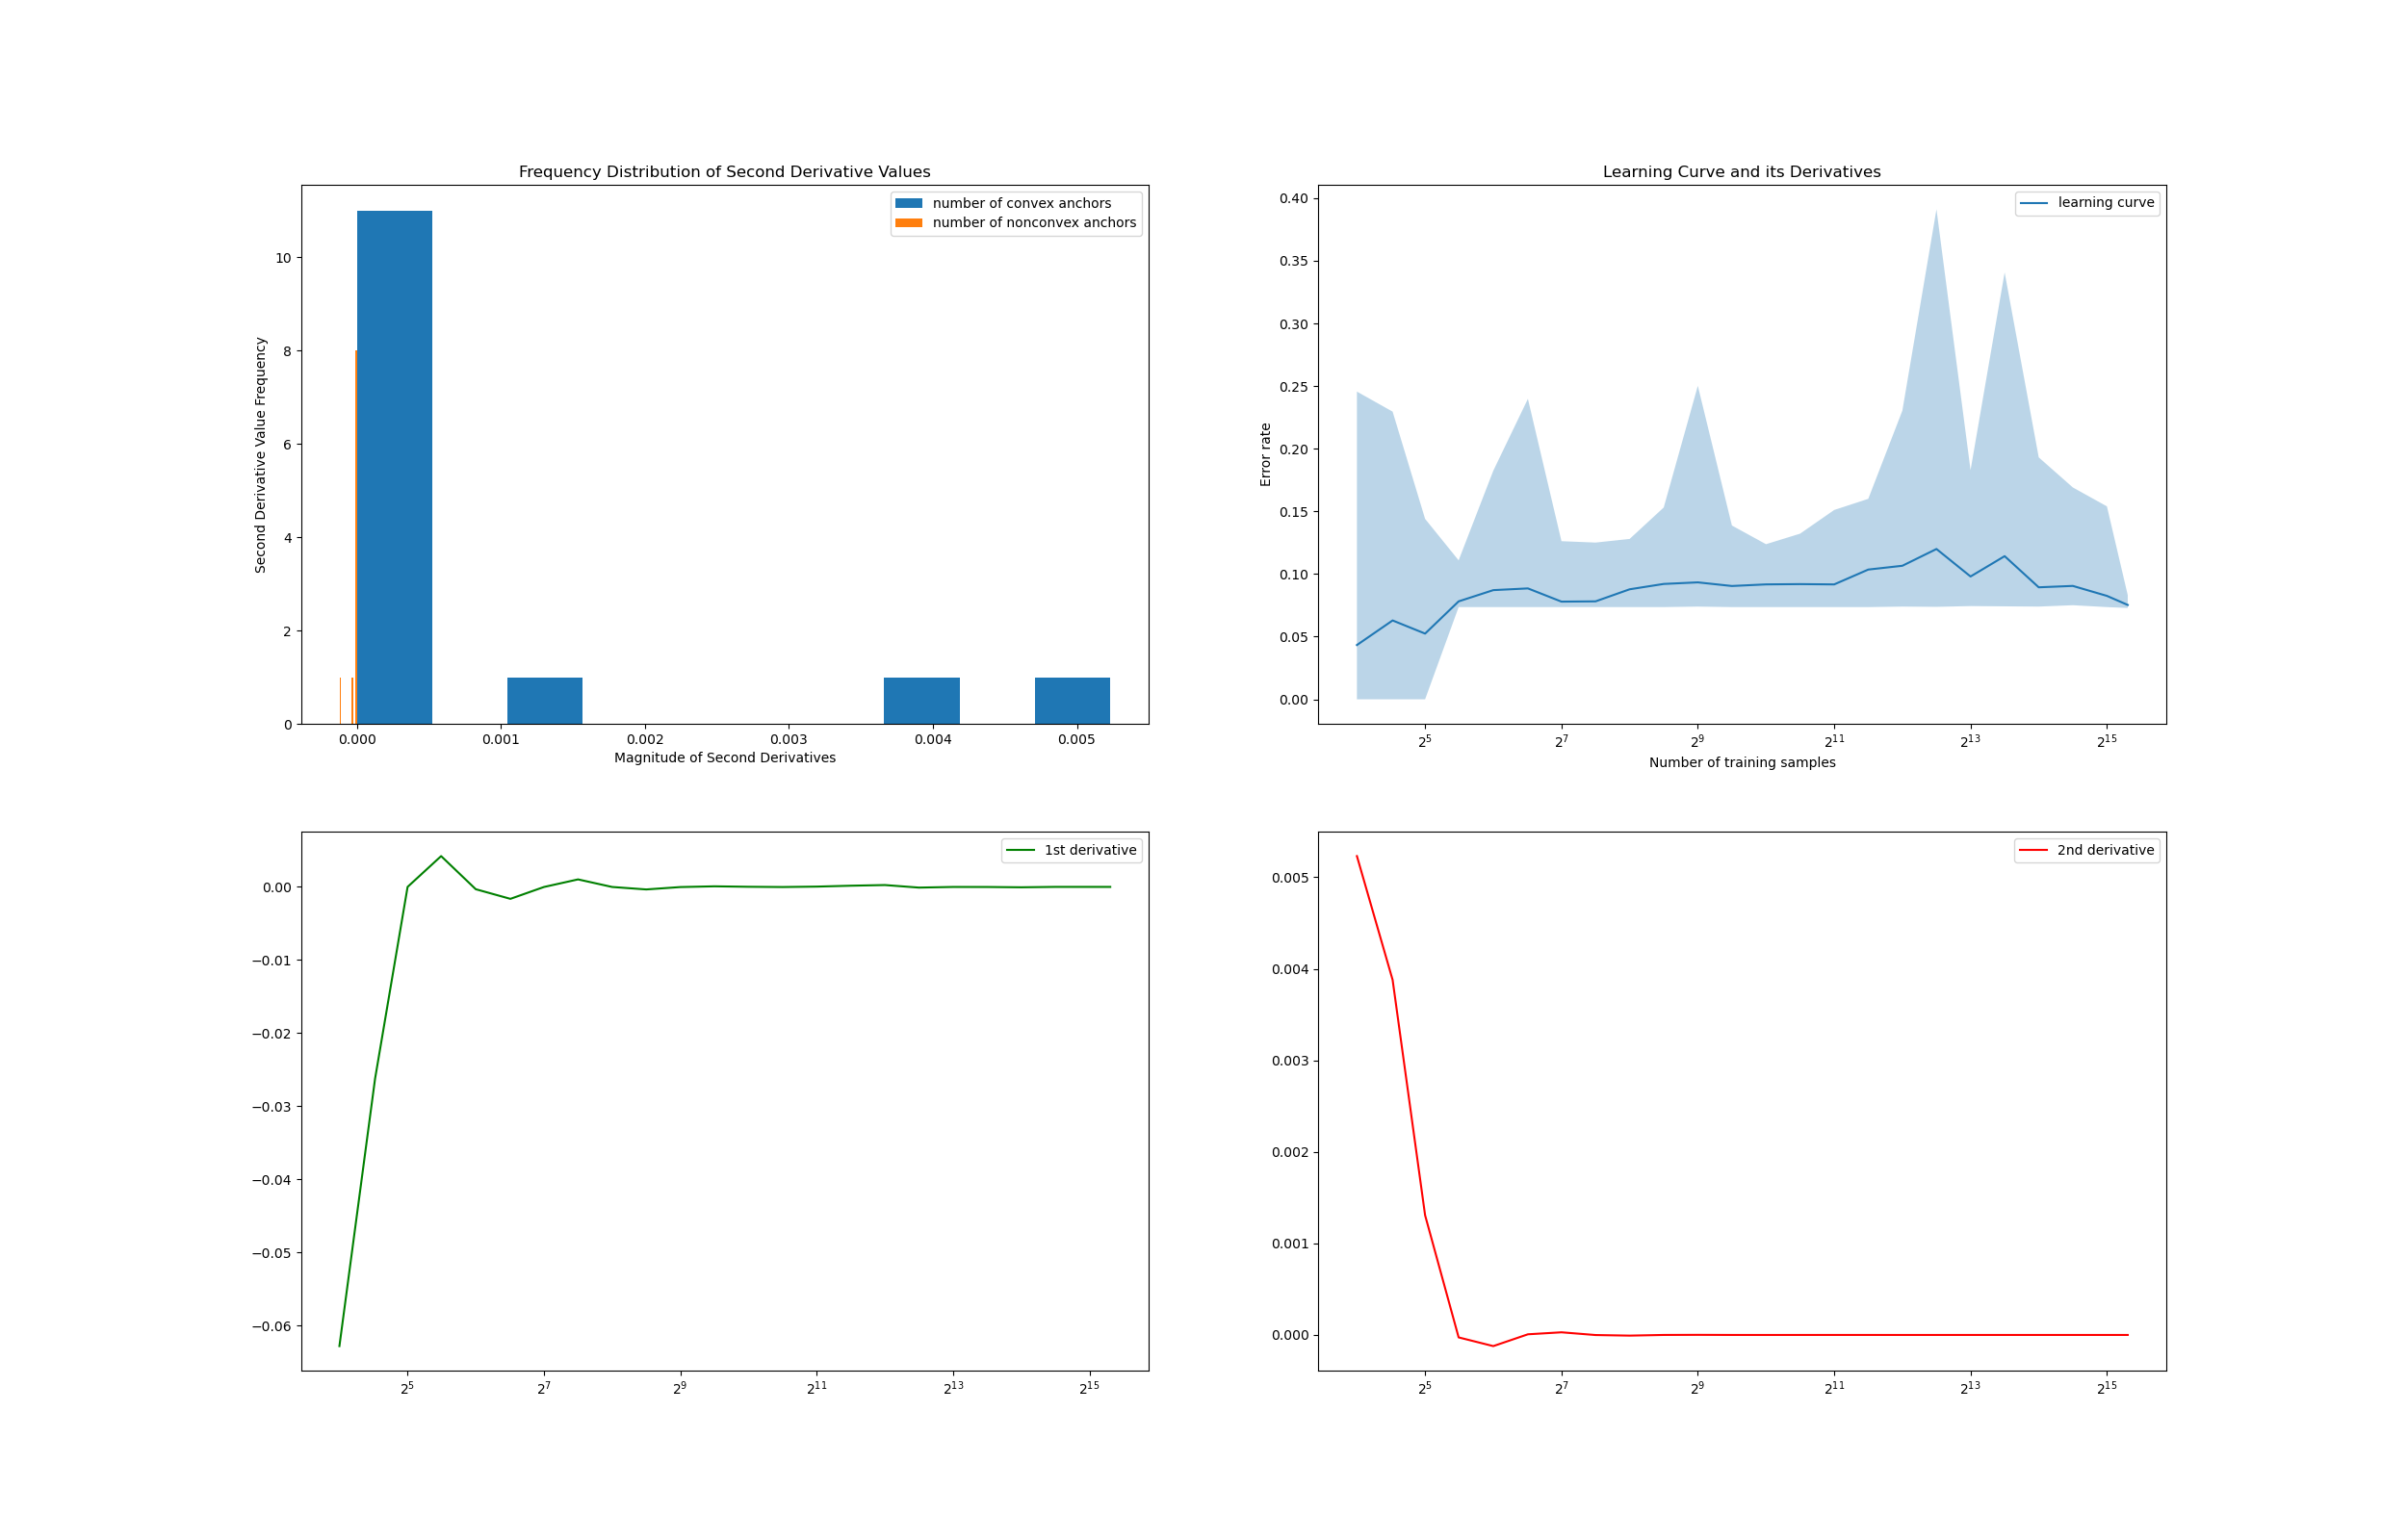 Frequency Distribution of Second Derivative Values
number of convex anchors
number of nonconvex anchors
Second Derivative Value Frequency
10
8
6
4
2
0
0.000 0.001 0.002 0.003 0.004 0.005
Magnitude of Second Derivatives
Learning Curve and its Derivatives
learning curve
Error rate
0.40
0.35
0.30
0.25
0.20
0.15
0.10
0.05
0.00
2^5 2^7 2^9 2^11 2^13 2^15
Number of training samples
1st derivative
0.00
−0.01
−0.02
−0.03
−0.04
−0.05
−0.06
2^5 2^7 2^9 2^11 2^13 2^15
2nd derivative
0.005
0.004
0.003
0.002
0.001
0.000
2^5 2^7 2^9 2^11 2^13 2^15